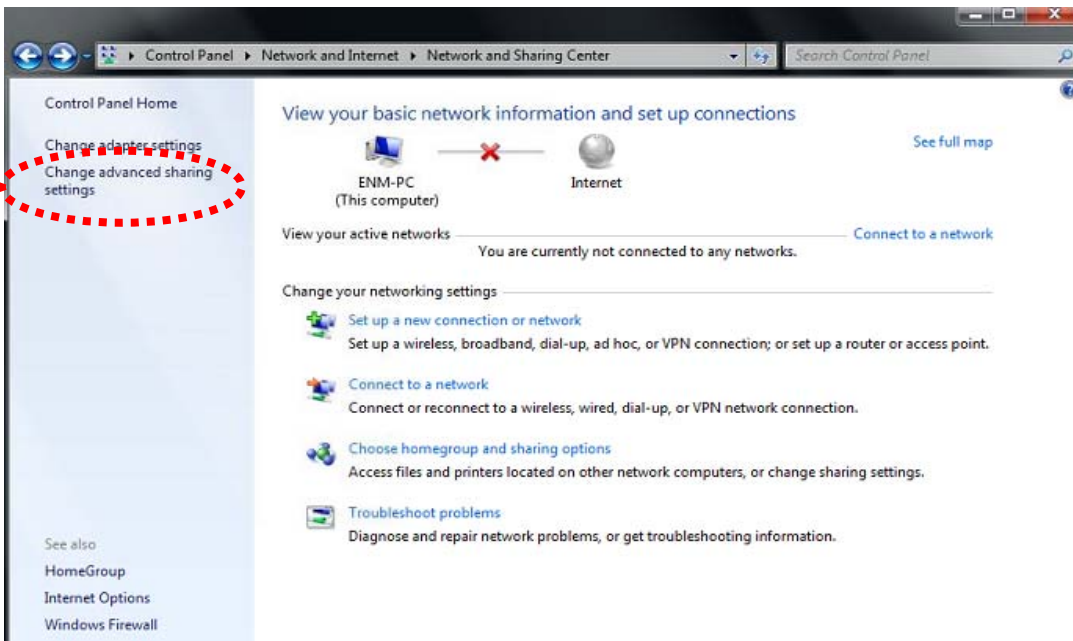 Control Panel ▸ Network and Internet ▸ Network and Sharing Center
Search Control Panel
Control Panel Home
Change adapter settings
Change advanced sharing
settings
See also
HomeGroup
Internet Options
Windows Firewall
View your basic network information and set up connections
See full map
ENM-PC
(This computer)
Internet
View your active networks
Connect to a network
You are currently not connected to any networks.
Change your networking settings
Set up a new connection or network
Set up a wireless, broadband, dial-up, ad hoc, or VPN connection; or set up a router or access point.
Connect to a network
Connect or reconnect to a wireless, wired, dial-up, or VPN network connection.
Choose homegroup and sharing options
Access files and printers located on other network computers, or change sharing settings.
Troubleshoot problems
Diagnose and repair network problems, or get troubleshooting information.